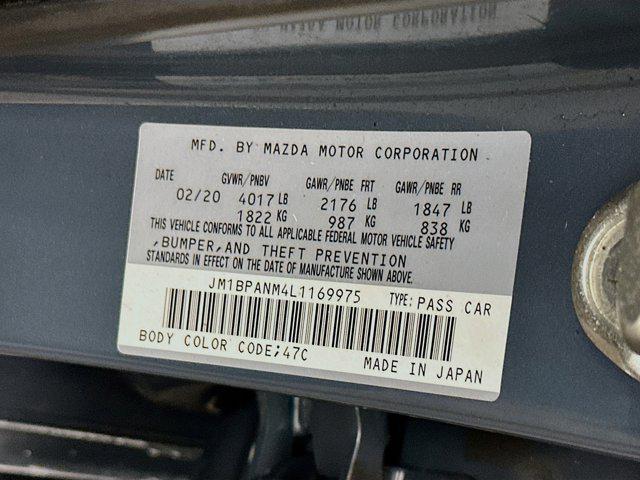 MFD. BY MAZDA MOTOR CORPORATION
DATE GVWR/PNBV GAWR/PNBE FRT GAWR/PNBE RR
02/20 4017 LB 2176 LB 1847 LB
1822 KG 987 KG 838 KG
THIS VEHICLE CONFORMS TO ALL APPLICABLE FEDERAL MOTOR VEHICLE SAFETY
,BUMPER,AND THEFT PREVENTION
STANDARDS IN EFFECT ON THE DATE OF MANUFACTURE SHOWN ABOVE.
JM1BPANM4L1169975 TYPE: PASS CAR
BODY COLOR CODE;47C
MADE IN JAPAN